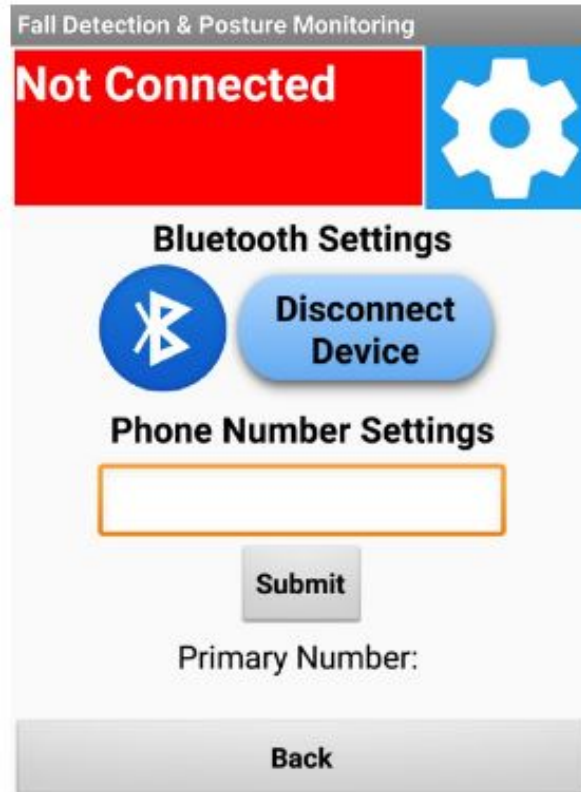 Fall Detection & Posture Monitoring
Not Connected
Bluetooth Settings
Disconnect
Device
Phone Number Settings
Submit
Primary Number:
Back